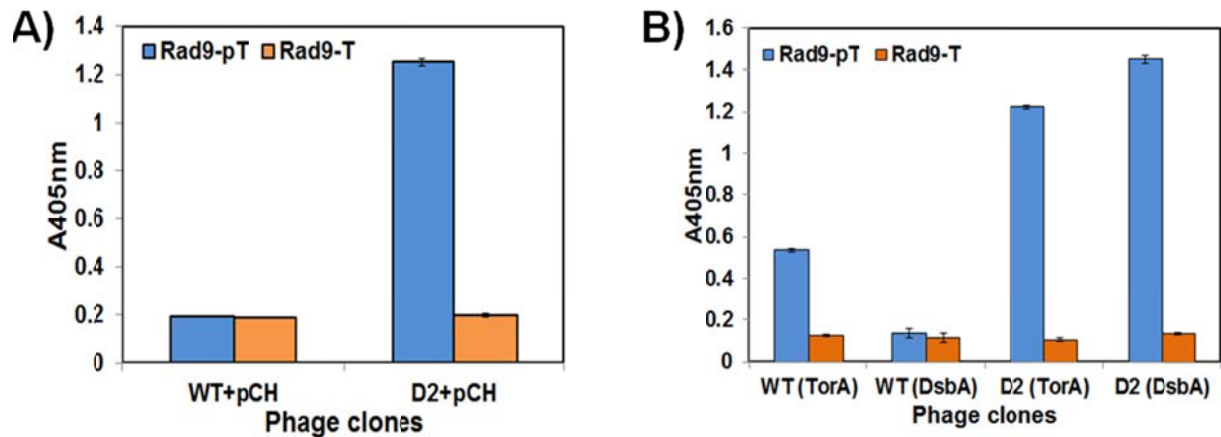 A)
Rad9-pT Rad9-T
1.4
1.2
1
0.8
0.6
0.4
0.2
0
A405nm
WT+pCH D2+pCH
Phage clones
B)
Rad9-pT Rad9-T
1.6
1.4
1.2
1
0.8
0.6
0.4
0.2
0
A405nm
WT (TorA) WT (DsbA) D2 (TorA) D2 (DsbA)
Phage clones